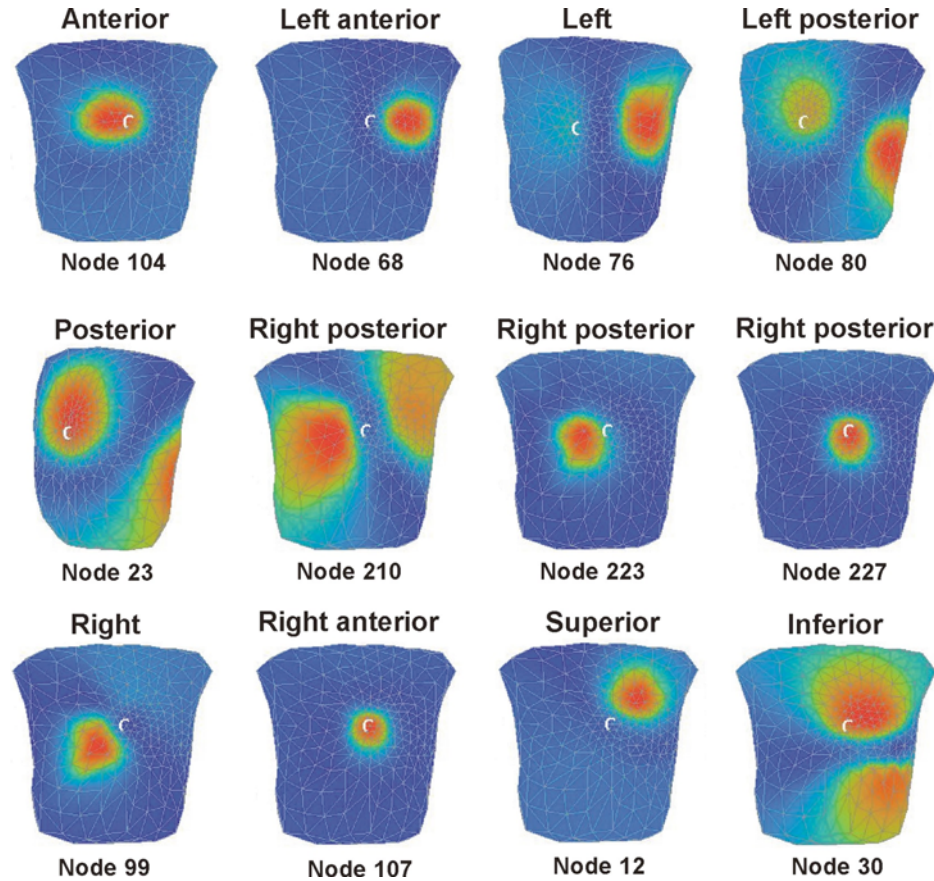 Anterior Left anterior Left Left posterior
Node 104 Node 68 Node 76 Node 80
Posterior Right posterior Right posterior Right posterior
Node 23 Node 210 Node 223 Node 227
Right Right anterior Superior Inferior
Node 99 Node 107 Node 12 Node 30